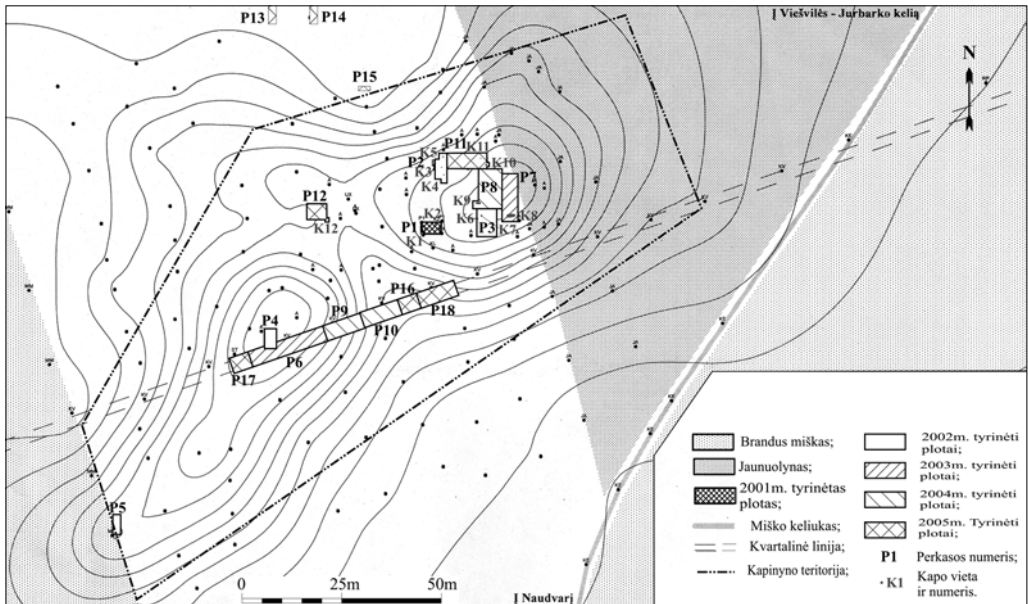 P13 P14
Į Viešvilės - Jurbarko kelią
N
P15
P11 K11
K5
P2 K10
K3
K4
P7
P8
P12
K12
K9
K2
P1 K6 K8
K1 P3 K7
P16
P18
P9
P10
P4
P6
P17
P5
Brandus miškas;
Jaunuolynas;
2001m. tyrinėtas
plotas;
Miško keliukas;
Kvartalinė linija;
Kapinyno teritorija;
2002m. tyrinėti
plotai;
2003m. tyrinėti
plotai;
2004m. tyrinėti
plotai;
2005m. Tyrinėti
plotai;
P1 Perkasos numeris;
K1 Kapo vieta
ir numeris.
0 25m 50m
Į Naudvarį